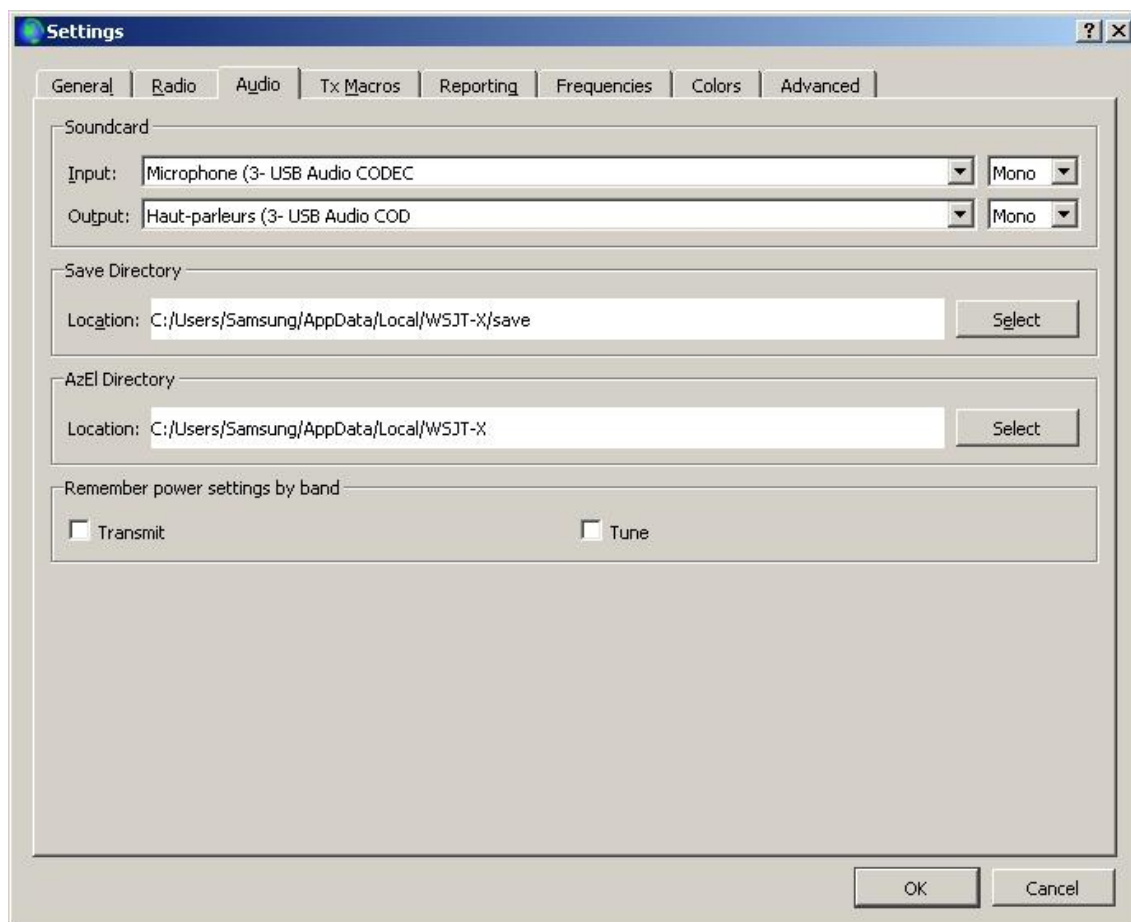 Settings
General Radio Audio Tx Macros Reporting Frequencies Colors Advanced
Soundcard
Input: Microphone (3- USB Audio CODEC Mono
Output: Haut-parleurs (3- USB Audio COD Mono
Save Directory
Location: C:/Users/Samsung/AppData/Local/WSJT-X/save Select
AzEl Directory
Location: C:/Users/Samsung/AppData/Local/WSJT-X Select
Remember power settings by band
Transmit Tune
OK Cancel